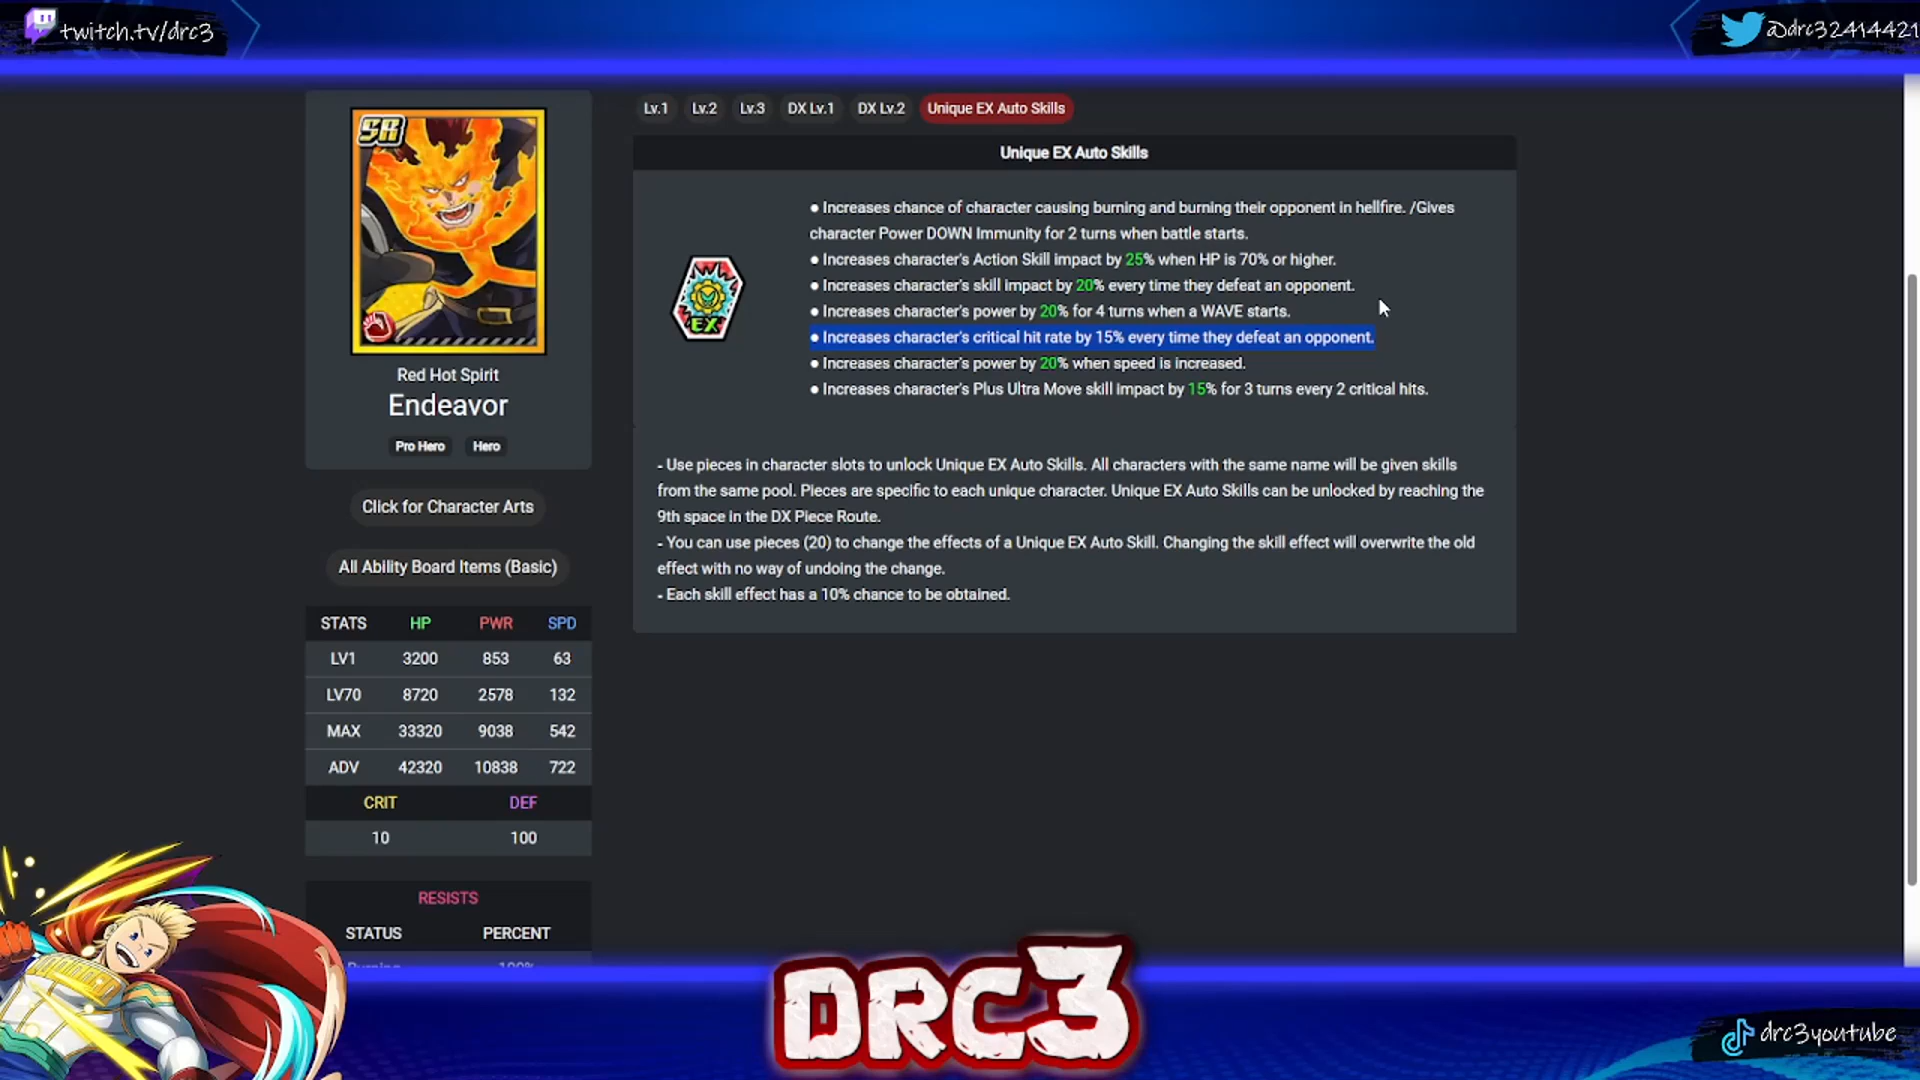 twitch.tv/drc3
@drc32414421
SR
Red Hot Spirit
Endeavor
Pro Hero Hero
Click for Character Arts
All Ability Board Items (Basic)
STATS HP PWR SPD
LV1 3200 853 63
LV70 8720 2578 132
MAX 33320 9038 542
ADV 42320 10838 722
CRIT DEF
10 100
RESISTS
STATUS PERCENT
Lv.1 Lv.2 Lv.3 DX Lv.1 DX Lv.2 Unique EX Auto Skills
Unique EX Auto Skills
EX
● Increases chance of character causing burning and burning their opponent in hellfire. /Gives
character Power DOWN Immunity for 2 turns when battle starts.
● Increases character's Action Skill impact by 25% when HP is 70% or higher.
● Increases character's skill impact by 20% every time they defeat an opponent.
● Increases character's power by 20% for 4 turns when a WAVE starts.
● Increases character's critical hit rate by 15% every time they defeat an opponent.
● Increases character's power by 20% when speed is increased.
● Increases character's Plus Ultra Move skill impact by 15% for 3 turns every 2 critical hits.
- Use pieces in character slots to unlock Unique EX Auto Skills. All characters with the same name will be given skills
from the same pool. Pieces are specific to each unique character. Unique EX Auto Skills can be unlocked by reaching the
9th space in the DX Piece Route.
- You can use pieces (20) to change the effects of a Unique EX Auto Skill. Changing the skill effect will overwrite the old
effect with no way of undoing the change.
- Each skill effect has a 10% chance to be obtained.
DRC3
drc3youtube